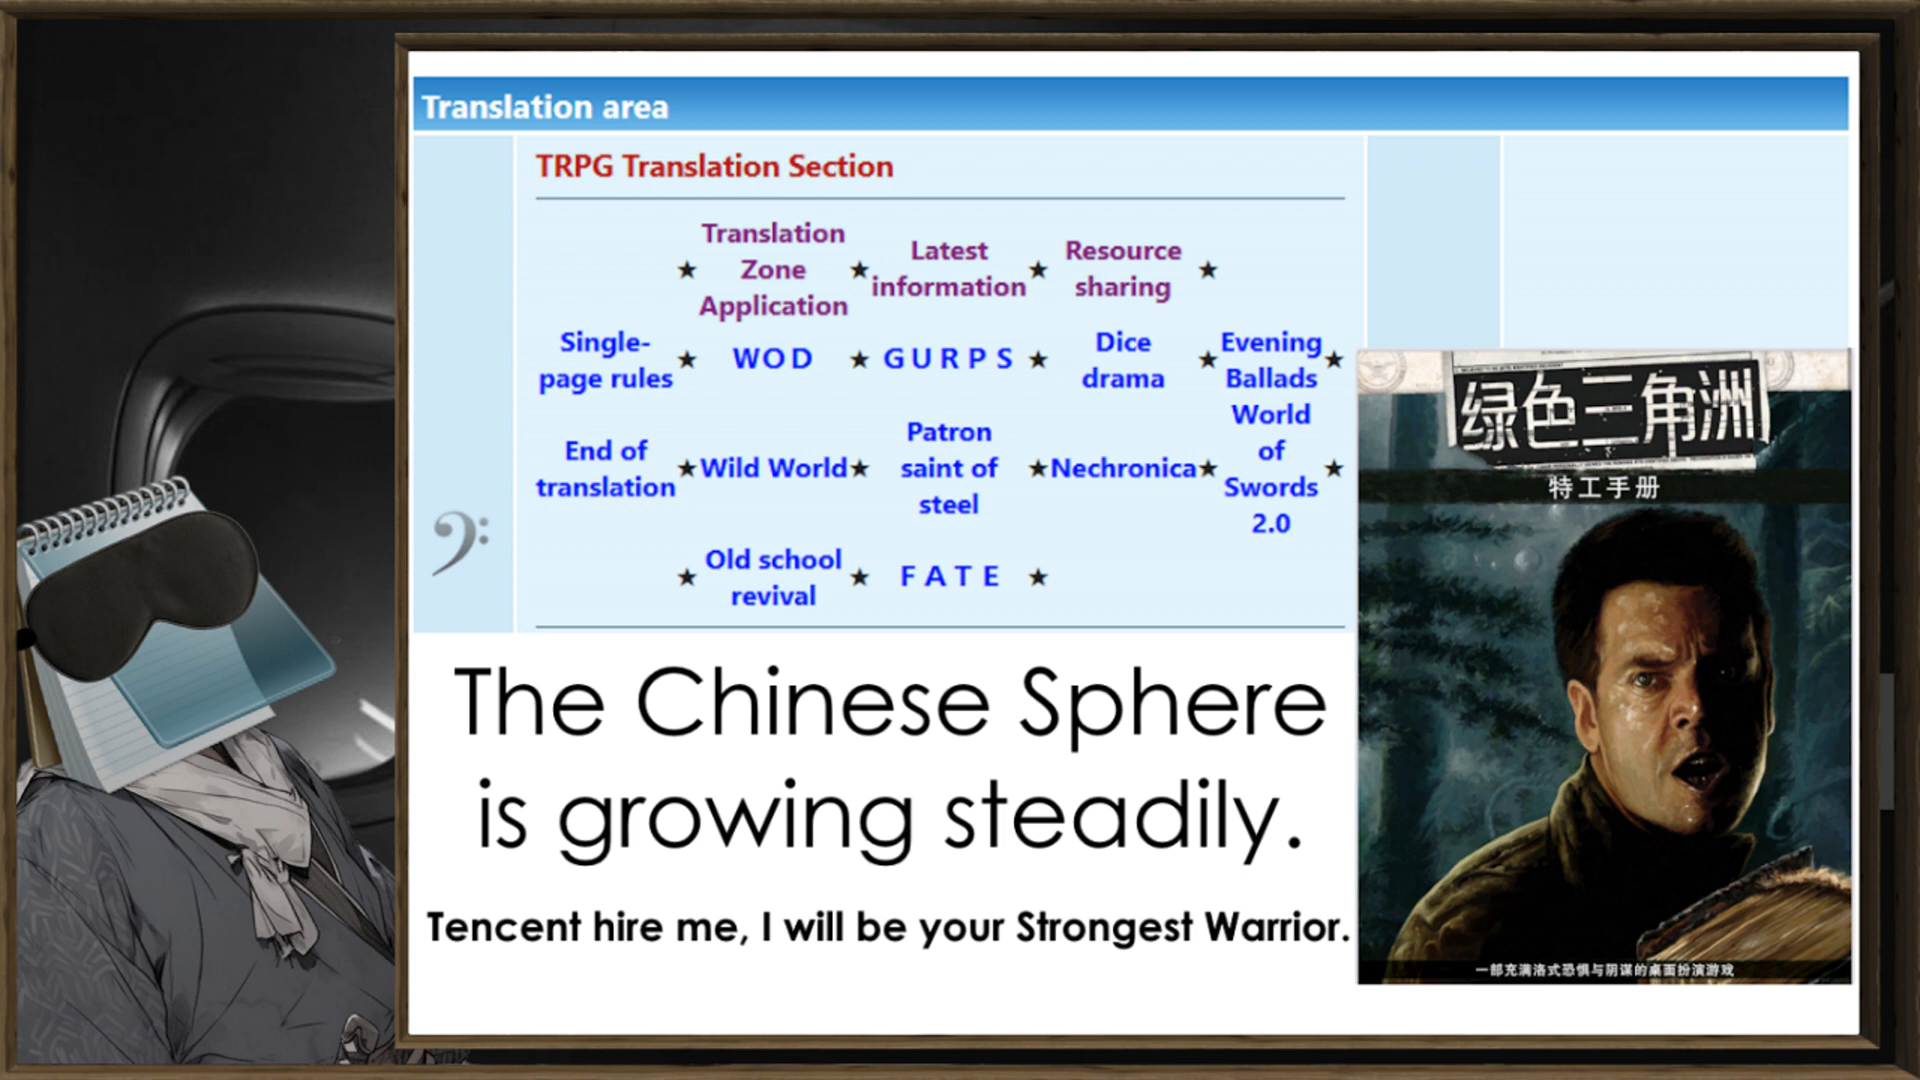 Translation area
TRPG Translation Section
★ Translation Zone Application ★ Latest information ★ Resource sharing ★
Single-page rules ★ WOD ★ GURPS ★ Dice drama ★ Evening Ballads ★
End of translation ★ Wild World ★ Patron saint of steel ★ Nechronica ★ World of Swords 2.0 ★
★ Old school revival ★ FATE ★
绿色三角洲
特工手册
一部充满洛式恐惧与阴谋的桌面扮演游戏
The Chinese Sphere
is growing steadily.
Tencent hire me, I will be your Strongest Warrior.